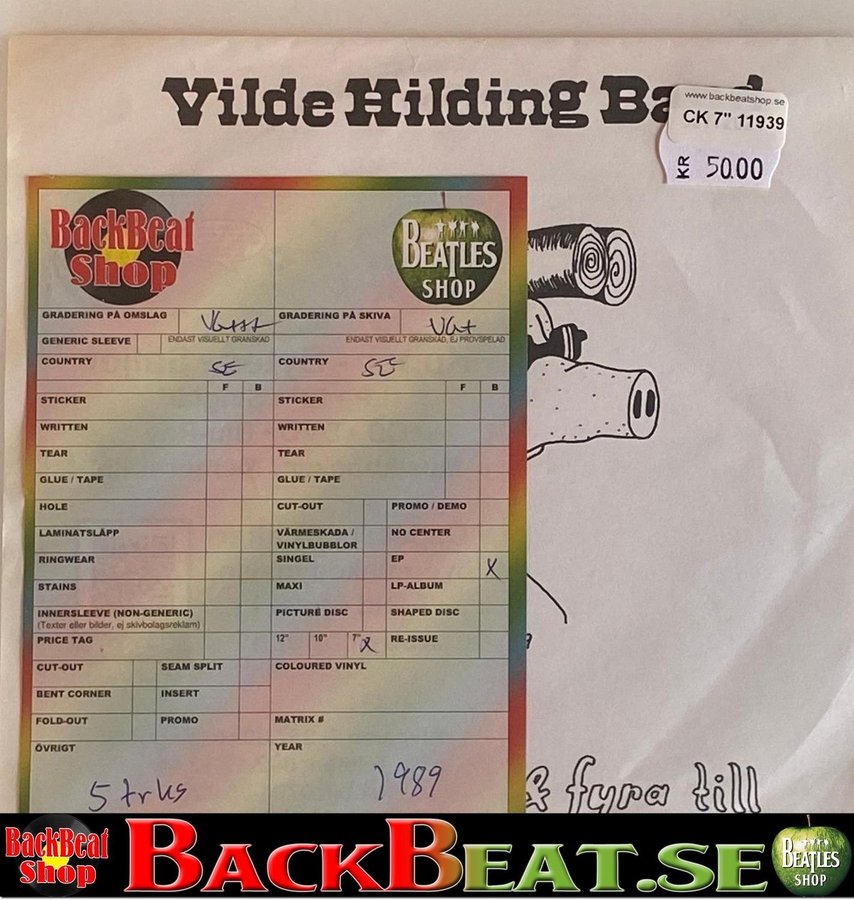 Vilde Hilding Ba
www.backbeatshop.se
CK 7" 11939
KR 50.00
BackBeat
Shop
BEATLES
SHOP
GRADERING PÅ OMSLAG
GRADERING PÅ SKIVA
VG+
GENERIC SLEEVE
ENDAST VISUELLT GRANSKAD
ENDAST VISUELLT GRANSKAD, EJ PROVSPELAD
COUNTRY SE
COUNTRY SE
F B
F B
STICKER
STICKER
WRITTEN
WRITTEN
TEAR
TEAR
GLUE / TAPE
GLUE / TAPE
HOLE
CUT-OUT
PROMO / DEMO
LAMINATSLÄPP
VÄRMESKADA /
VINYLBUBBLOR
NO CENTER
RINGWEAR
SINGEL
EP X
STAINS
MAXI
LP-ALBUM
INNERSLEEVE (NON-GENERIC)
(Texter eller bilder, ej skivbolagsreklam)
PICTURE DISC
SHAPED DISC
PRICE TAG
12" 10" 7" X
RE-ISSUE
CUT-OUT
SEAM SPLIT
COLOURED VINYL
BENT CORNER
INSERT
FOLD-OUT
PROMO
MATRIX #
ÖVRIGT
YEAR
5 trks
1989
& fyra till
BackBeat
Shop
BACKBEAT.SE
BEATLES
SHOP